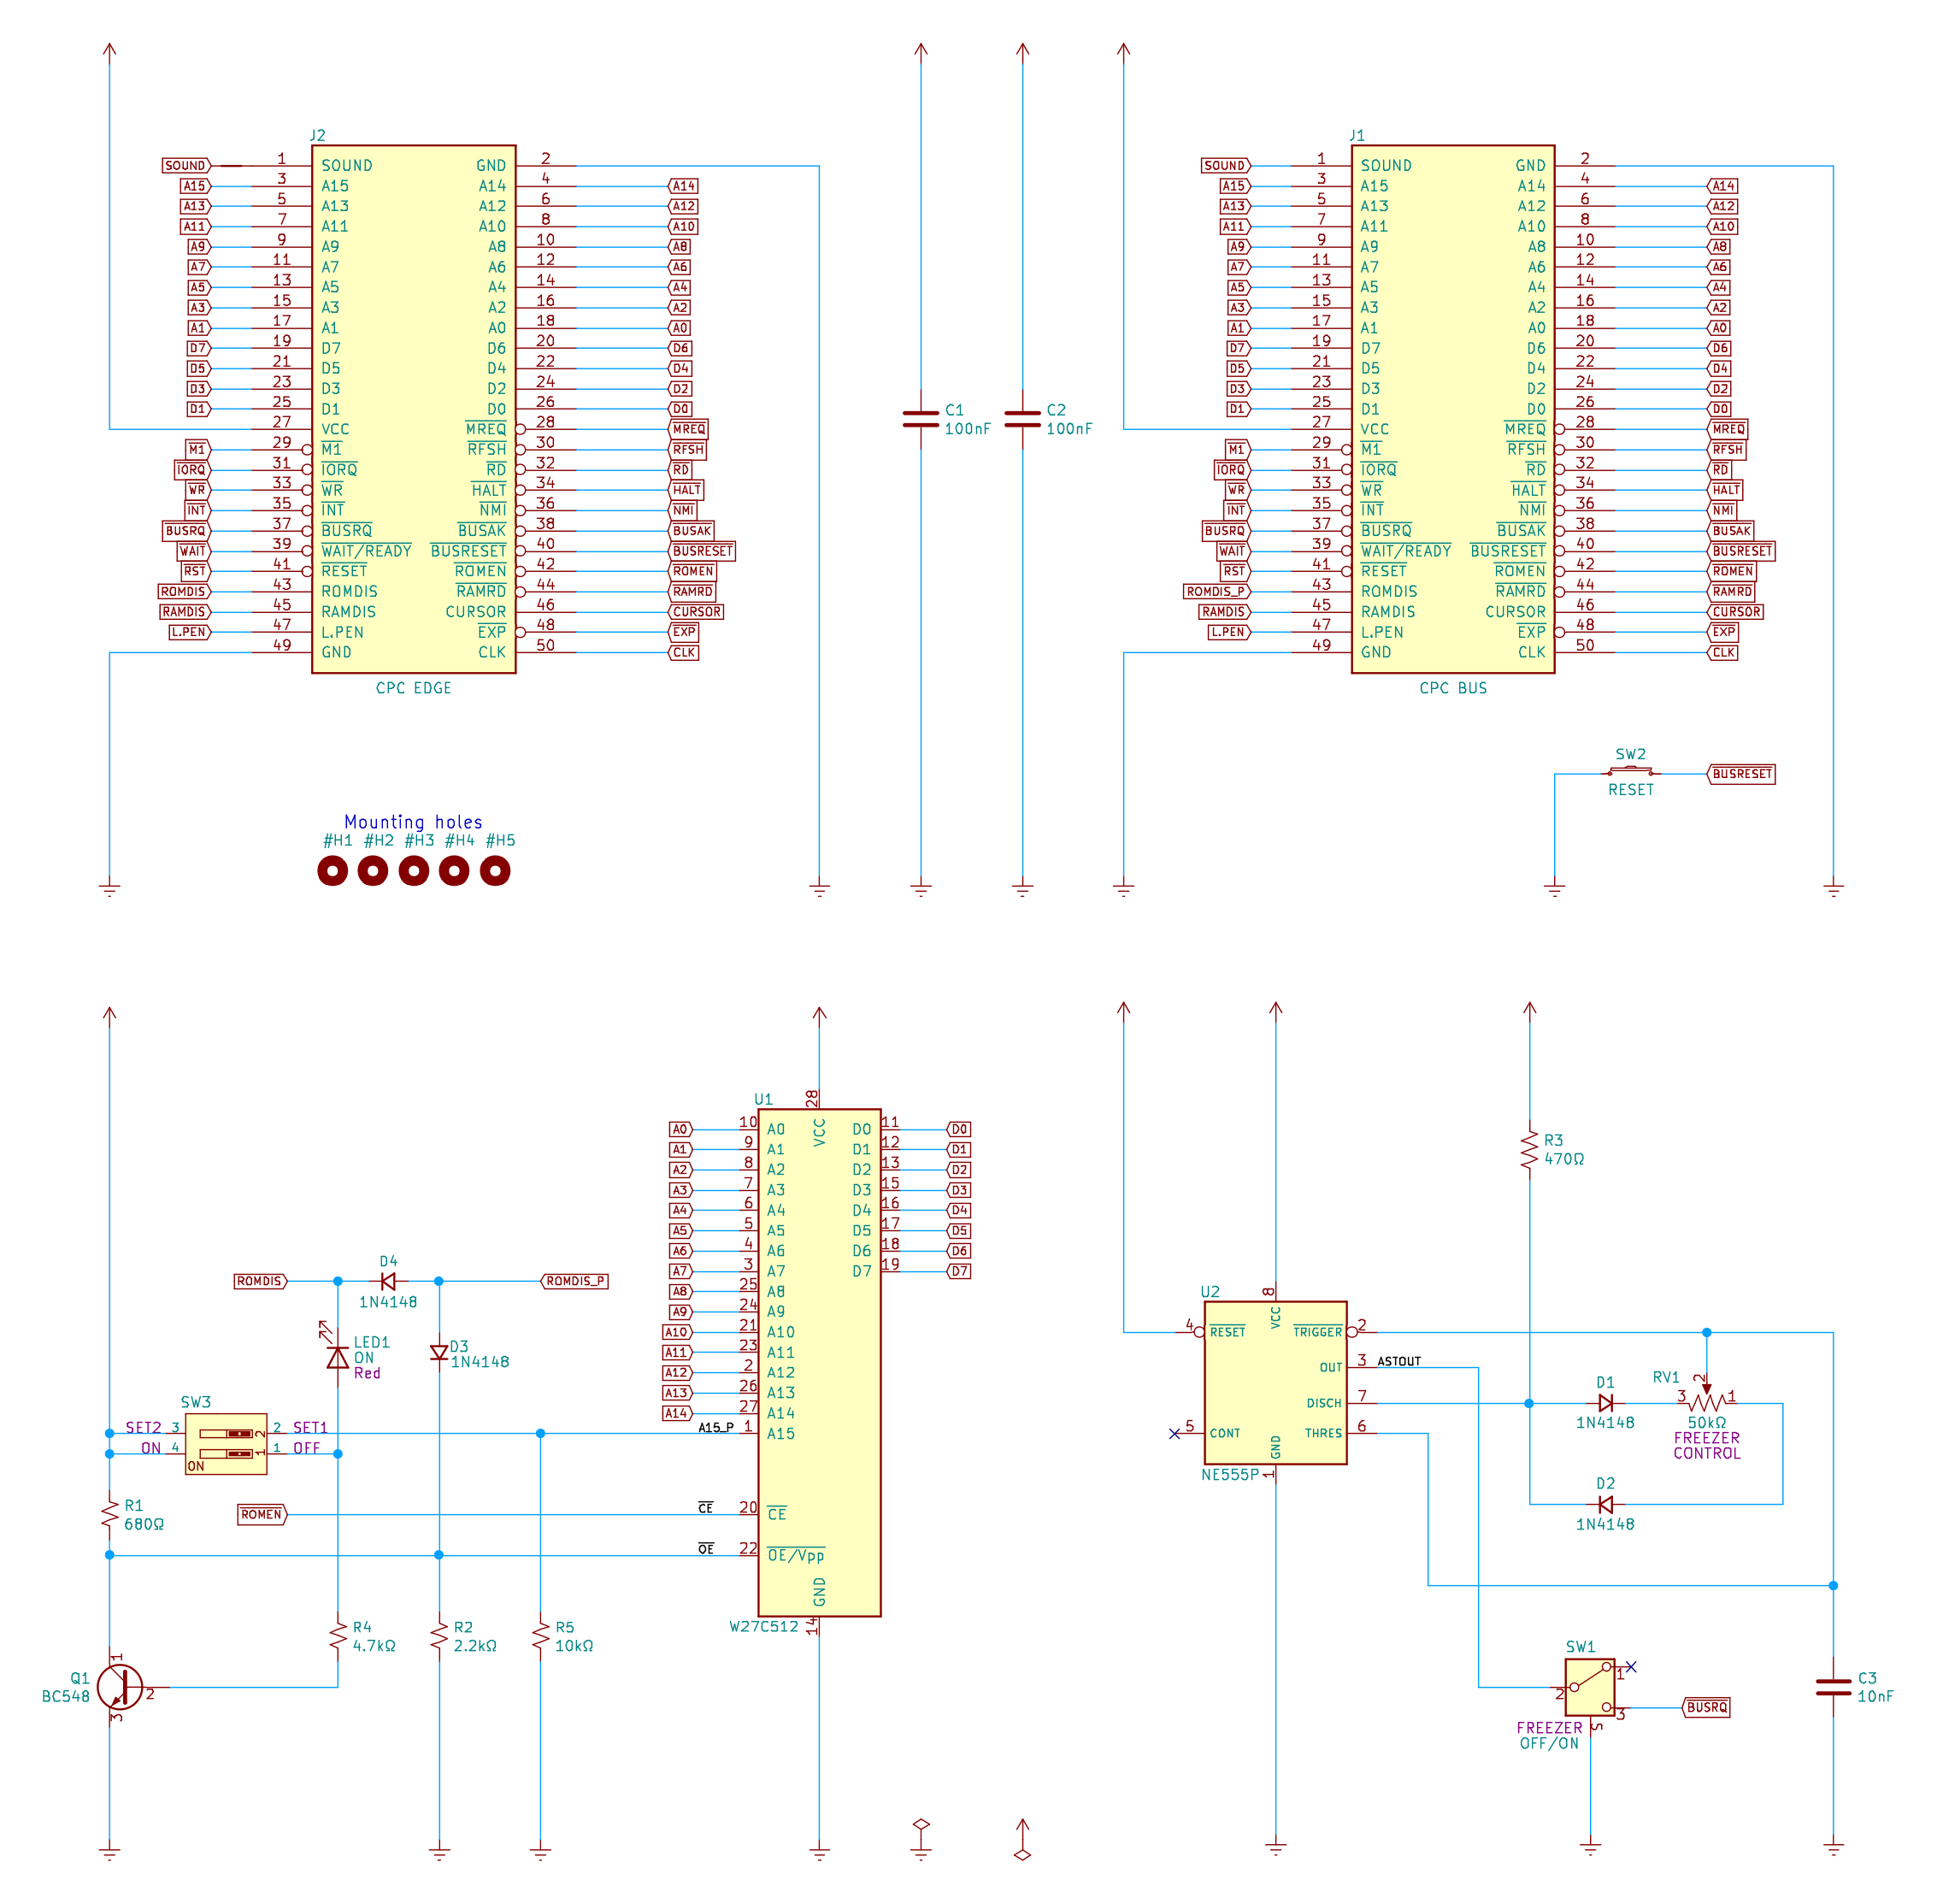 J2
1 SOUND GND 2
SOUND
3 A15 A14 4
A15 A14
5 A13 A12 6
A13 A12
7 A11 A10 8
A11 A10
9 A9 A8 10
A9 A8
11 A7 A6 12
A7 A6
13 A5 A4 14
A5 A4
15 A3 A2 16
A3 A2
17 A1 A0 18
A1 A0
19 D7 D6 20
D7 D6
21 D5 D4 22
D5 D4
23 D3 D2 24
D3 D2
25 D1 D0 26
D1 D0
27 VCC MREQ 28
MREQ
29 M1 RFSH 30
M1 RFSH
31 IORQ RD 32
IORQ RD
33 WR HALT 34
WR HALT
35 INT NMI 36
INT NMI
37 BUSRQ BUSAK 38
BUSRQ BUSAK
39 WAIT/READY BUSRESET 40
WAIT BUSRESET
41 RESET ROMEN 42
RST ROMEN
43 ROMDIS RAMRD 44
ROMDIS RAMRD
45 RAMDIS CURSOR 46
RAMDIS CURSOR
47 L.PEN EXP 48
L.PEN EXP
49 GND CLK 50
CLK
CPC EDGE
Mounting holes
#H1 #H2 #H3 #H4 #H5
C1
100nF
C2
100nF
J1
1 SOUND GND 2
SOUND
3 A15 A14 4
A15 A14
5 A13 A12 6
A13 A12
7 A11 A10 8
A11 A10
9 A9 A8 10
A9 A8
11 A7 A6 12
A7 A6
13 A5 A4 14
A5 A4
15 A3 A2 16
A3 A2
17 A1 A0 18
A1 A0
19 D7 D6 20
D7 D6
21 D5 D4 22
D5 D4
23 D3 D2 24
D3 D2
25 D1 D0 26
D1 D0
27 VCC MREQ 28
MREQ
29 M1 RFSH 30
M1 RFSH
31 IORQ RD 32
IORQ RD
33 WR HALT 34
WR HALT
35 INT NMI 36
INT NMI
37 BUSRQ BUSAK 38
BUSRQ BUSAK
39 WAIT/READY BUSRESET 40
WAIT BUSRESET
41 RESET ROMEN 42
RST ROMEN
43 ROMDIS RAMRD 44
ROMDIS_P RAMRD
45 RAMDIS CURSOR 46
RAMDIS CURSOR
47 L.PEN EXP 48
L.PEN EXP
49 GND CLK 50
CLK
CPC BUS
SW2
RESET
BUSRESET
ROMDIS
D4
1N4148
ROMDIS_P
LED1
ON
Red
D3
1N4148
SW3
SET2 3 2 SET1
ON 4 1 OFF
2
1
ON
ROMEN
R1
680Ω
R4
4.7kΩ
R2
2.2kΩ
R5
10kΩ
Q1
BC548
1
2
3
U1
28
VCC
A0 10 A0 D0 11 D0
A1 9 A1 D1 12 D1
A2 8 A2 D2 13 D2
A3 7 A3 D3 15 D3
A4 6 A4 D4 16 D4
A5 5 A5 D5 17 D5
A6 4 A6 D6 18 D6
A7 3 A7 D7 19 D7
A8 25 A8
A9 24 A9
A10 21 A10
A11 23 A11
A12 2 A12
A13 26 A13
A14 27 A14
A15_P 1 A15
CE 20 CE
OE 22 OE/Vpp
GND
14
W27C512
U2
8
VCC
4 RESET TRIGGER 2
OUT 3 ASTOUT
DISCH 7
5 CONT THRES 6
GND
1
NE555P
R3
470Ω
D1
1N4148
RV1
2
3 1
50kΩ
FREEZER
CONTROL
D2
1N4148
SW1
1
2
3
S
FREEZER
OFF/ON
BUSRQ
C3
10nF